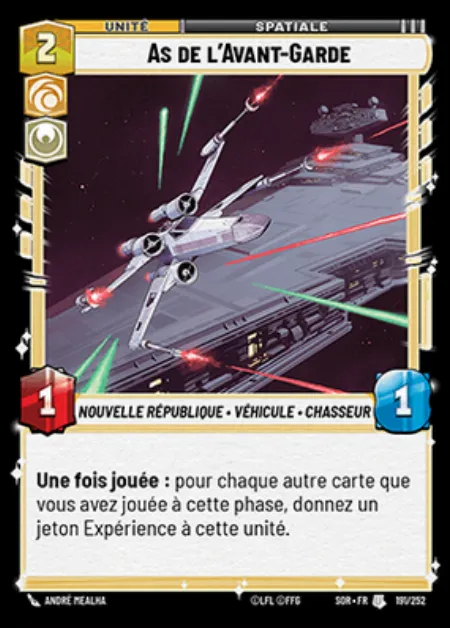 UNITÉ SPATIALE
2 AS DE L'AVANT-GARDE
1 NOUVELLE RÉPUBLIQUE • VÉHICULE • CHASSEUR 1
Une fois jouée : pour chaque autre carte que
vous avez jouée à cette phase, donnez un
jeton Expérience à cette unité.
ANDRÉ MEALHA ©LFL ©FFG SOR • FR 191/252